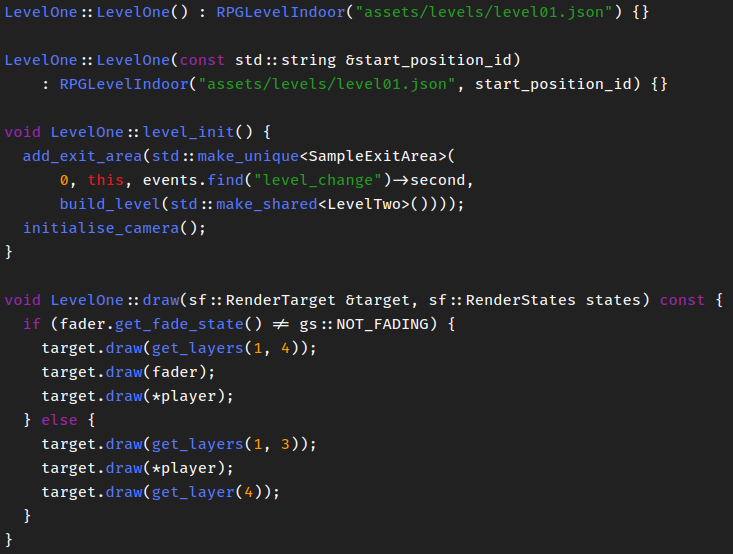 LevelOne::LevelOne() : RPGLevelIndoor("assets/levels/level01.json") {}

LevelOne::LevelOne(const std::string &start_position_id)
    : RPGLevelIndoor("assets/levels/level01.json", start_position_id) {}

void LevelOne::level_init() {
  add_exit_area(std::make_unique<SampleExitArea>(
      0, this, events.find("level_change")->second,
      build_level(std::make_shared<LevelTwo>())));
  initialise_camera();
}

void LevelOne::draw(sf::RenderTarget &target, sf::RenderStates states) const {
  if (fader.get_fade_state() != gs::NOT_FADING) {
    target.draw(get_layers(1, 4));
    target.draw(fader);
    target.draw(*player);
  } else {
    target.draw(get_layers(1, 3));
    target.draw(*player);
    target.draw(get_layer(4));
  }
}